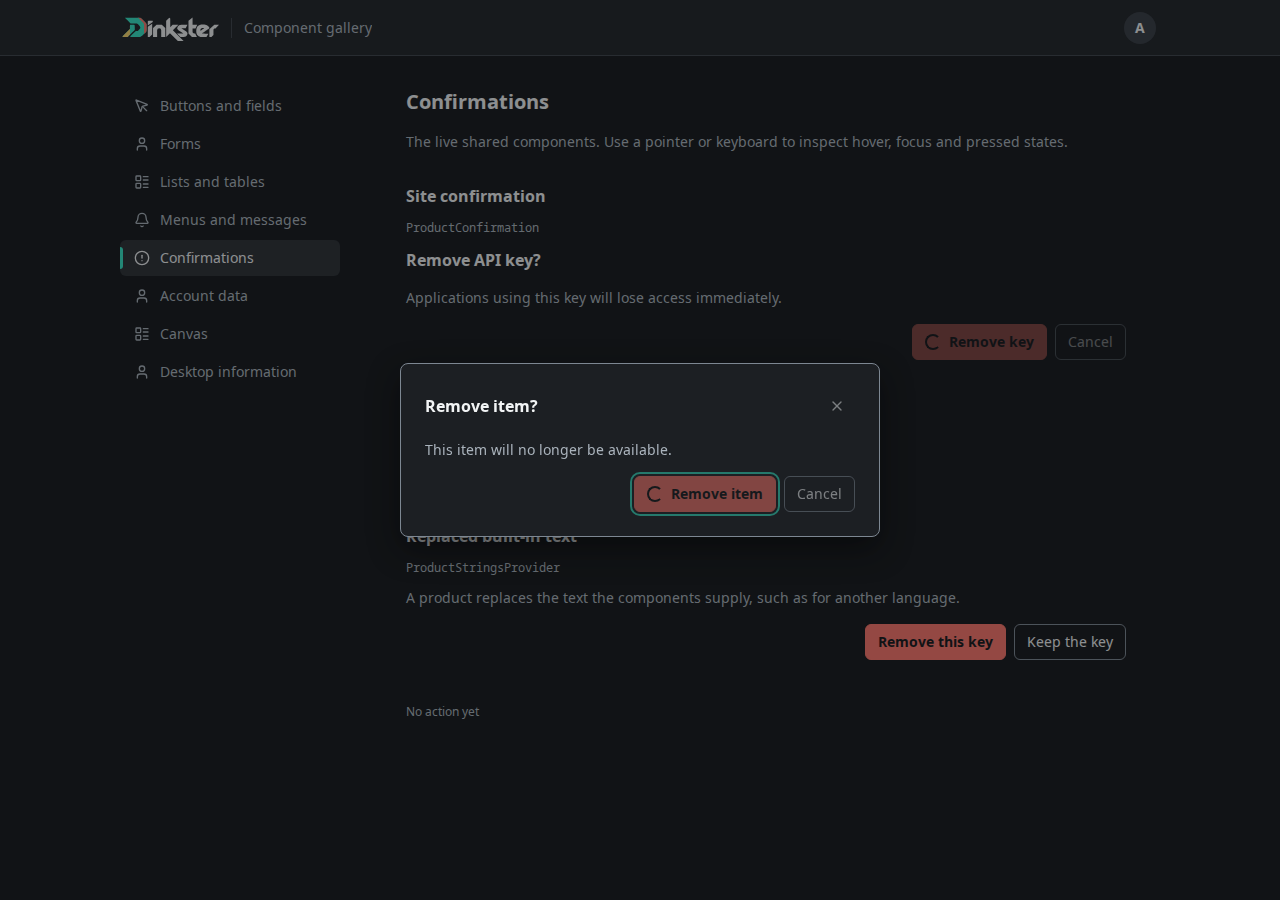 Dinkster
Component gallery
A
Buttons and fields
Forms
Lists and tables
Menus and messages
Confirmations
Account data
Canvas
Desktop information
Confirmations
The live shared components. Use a pointer or keyboard to inspect hover, focus and pressed states.
Site confirmation
ProductConfirmation
Remove API key?
Applications using this key will lose access immediately.
Remove key
Cancel
Remove item?
This item will no longer be available.
Remove item
Cancel
Replaced built-in text
ProductStringsProvider
A product replaces the text the components supply, such as for another language.
Remove this key
Keep the key
No action yet